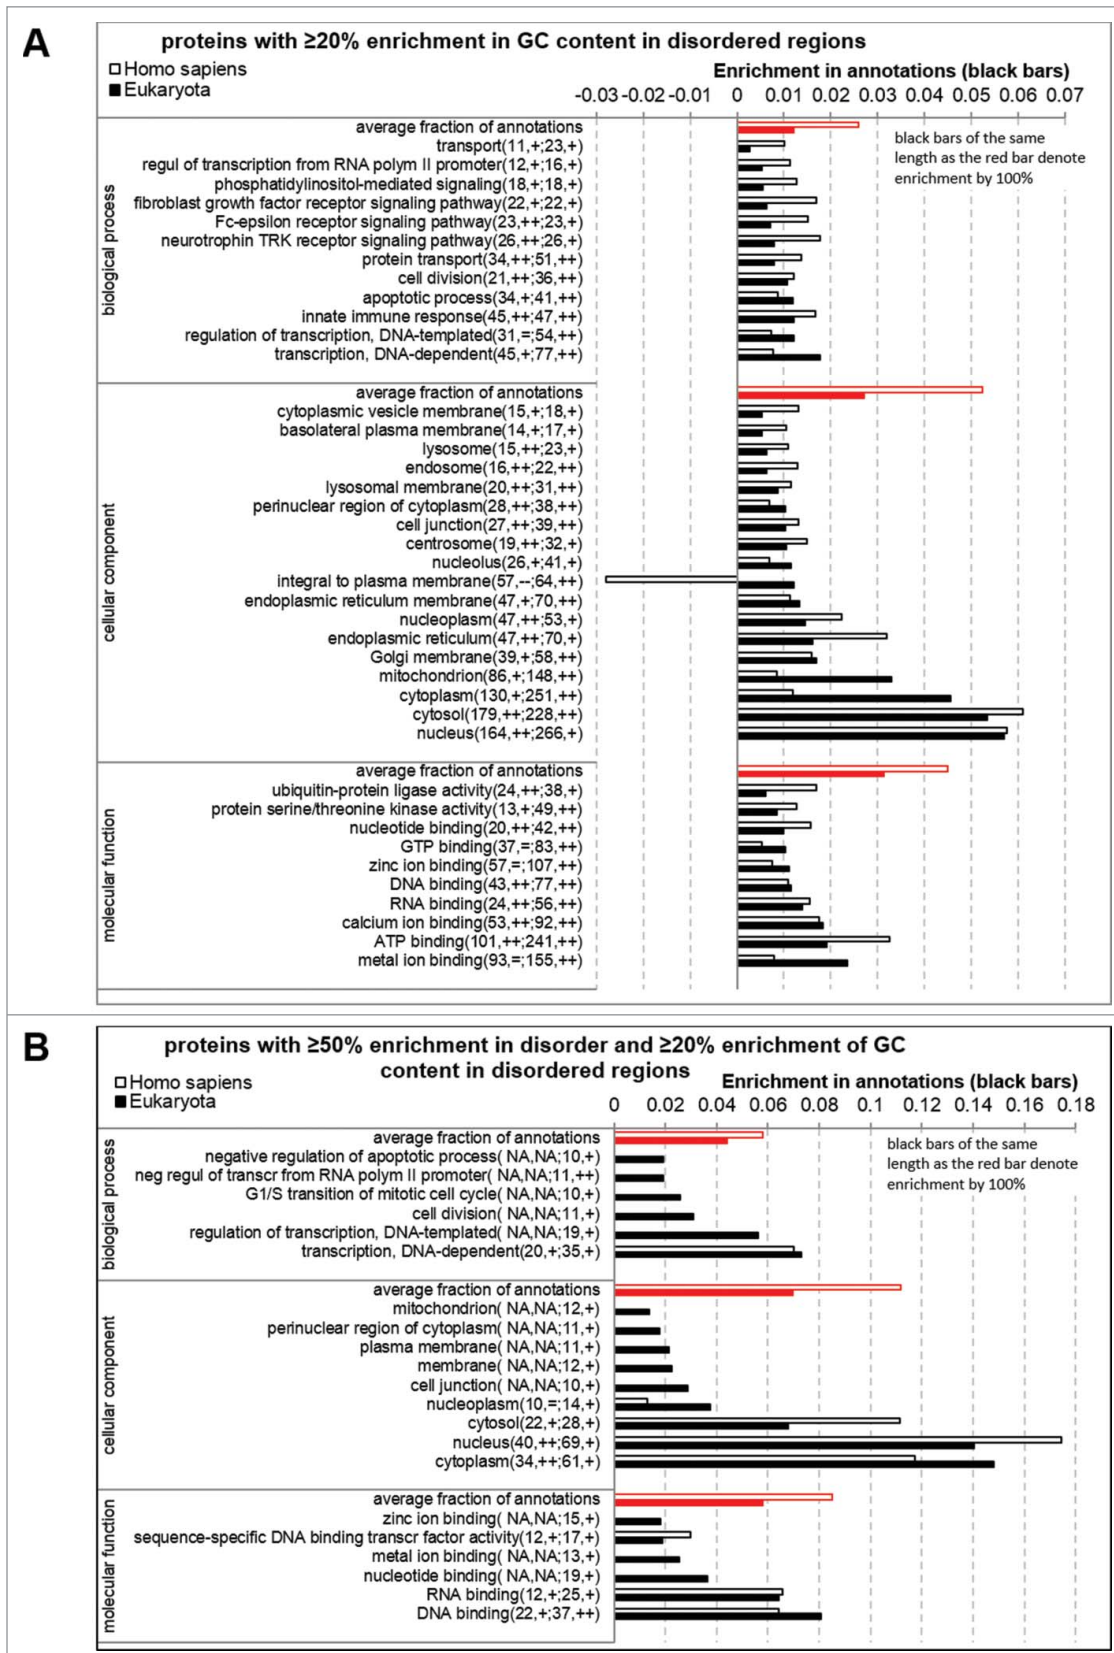 A
proteins with ≥20% enrichment in GC content in disordered regions
Homo sapiens
Eukaryota
Enrichment in annotations (black bars)
-0.03 -0.02 -0.01 0 0.01 0.02 0.03 0.04 0.05 0.06 0.07
black bars of the same
length as the red bar denote
enrichment by 100%
biological process
average fraction of annotations
transport(11,+;23,+)
regul of transcription from RNA polym II promoter(12,+;16,+)
phosphatidylinositol-mediated signaling(18,+;18,+)
fibroblast growth factor receptor signaling pathway(22,+;22,+)
Fc-epsilon receptor signaling pathway(23,++;23,+)
neurotrophin TRK receptor signaling pathway(26,++;26,+)
protein transport(34,++;51,++)
cell division(21,++;36,++)
apoptotic process(34,+;41,++)
innate immune response(45,++;47,++)
regulation of transcription, DNA-templated(31,=;54,++)
transcription, DNA-dependent(45,+;77,++)
cellular component
average fraction of annotations
cytoplasmic vesicle membrane(15,+;18,+)
basolateral plasma membrane(14,+;17,+)
lysosome(15,++;23,+)
endosome(16,++;22,++)
lysosomal membrane(20,++;31,++)
perinuclear region of cytoplasm(28,++;38,++)
cell junction(27,++;39,++)
centrosome(19,++;32,+)
nucleolus(26,+;41,+)
integral to plasma membrane(57,--;64,++)
endoplasmic reticulum membrane(47,+;70,++)
nucleoplasm(47,++;53,+)
endoplasmic reticulum(47,++;70,+)
Golgi membrane(39,+;58,++)
mitochondrion(86,+;148,++)
cytoplasm(130,+;251,++)
cytosol(179,++;228,++)
nucleus(164,++;266,+)
molecular function
average fraction of annotations
ubiquitin-protein ligase activity(24,++;38,+)
protein serine/threonine kinase activity(13,+;49,++)
nucleotide binding(20,++;42,++)
GTP binding(37,=;83,++)
zinc ion binding(57,=;107,++)
DNA binding(43,++;77,++)
RNA binding(24,++;56,++)
calcium ion binding(53,++;92,++)
ATP binding(101,++;241,++)
metal ion binding(93,=;155,++)
B
proteins with ≥50% enrichment in disorder and ≥20% enrichment of GC
content in disordered regions
Homo sapiens
Eukaryota
Enrichment in annotations (black bars)
0 0.02 0.04 0.06 0.08 0.1 0.12 0.14 0.16 0.18
black bars of the same
length as the red bar denote
enrichment by 100%
biological process
average fraction of annotations
negative regulation of apoptotic process( NA,NA;10,+)
neg regul of transcr from RNA polym II promoter( NA,NA;11,++)
G1/S transition of mitotic cell cycle( NA,NA;10,+)
cell division( NA,NA;11,+)
regulation of transcription, DNA-templated( NA,NA;19,+)
transcription, DNA-dependent(20,+;35,+)
cellular component
average fraction of annotations
mitochondrion( NA,NA;12,+)
perinuclear region of cytoplasm( NA,NA;11,+)
plasma membrane( NA,NA;11,+)
membrane( NA,NA;12,+)
cell junction( NA,NA;10,+)
nucleoplasm(10,=;14,+)
cytosol(22,+;28,+)
nucleus(40,++;69,+)
cytoplasm(34,++;61,+)
molecular function
average fraction of annotations
zinc ion binding( NA,NA;15,+)
sequence-specific DNA binding transcr factor activity(12,+;17,+)
metal ion binding( NA,NA;13,+)
nucleotide binding( NA,NA;19,+)
RNA binding(12,+;25,+)
DNA binding(22,+;37,++)